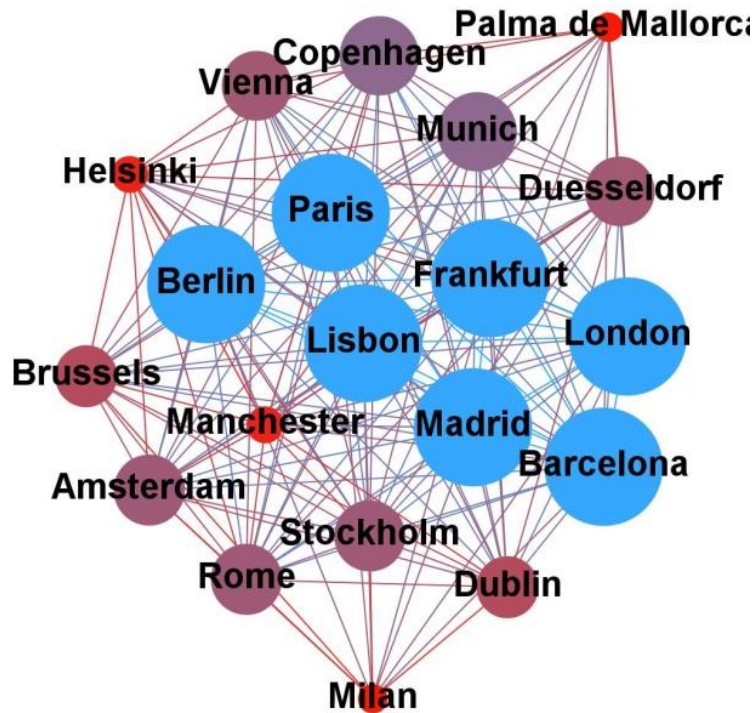 Palma de Mallorca
Copenhagen
Vienna
Munich
Helsinki
Duesseldorf
Paris
Berlin
Frankfurt
Lisbon
London
Brussels
Manchester
Madrid
Barcelona
Amsterdam
Stockholm
Rome
Dublin
Milan